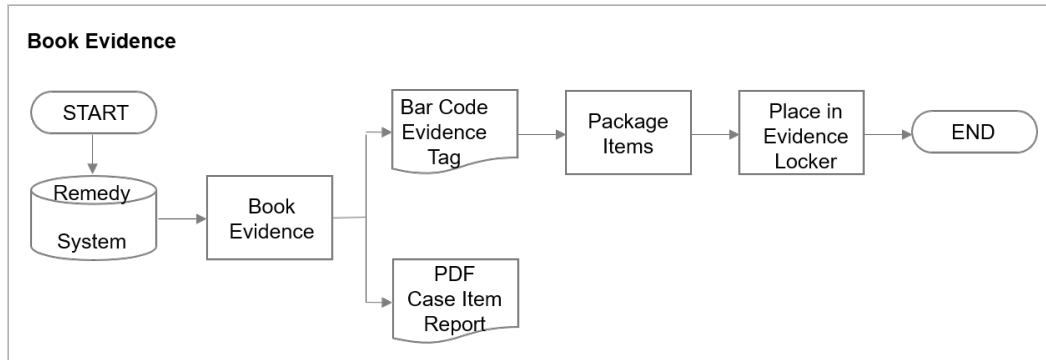 Book Evidence
START
Remedy
System
Book
Evidence
Bar Code
Evidence
Tag
Package
Items
Place in
Evidence
Locker
END
PDF
Case Item
Report